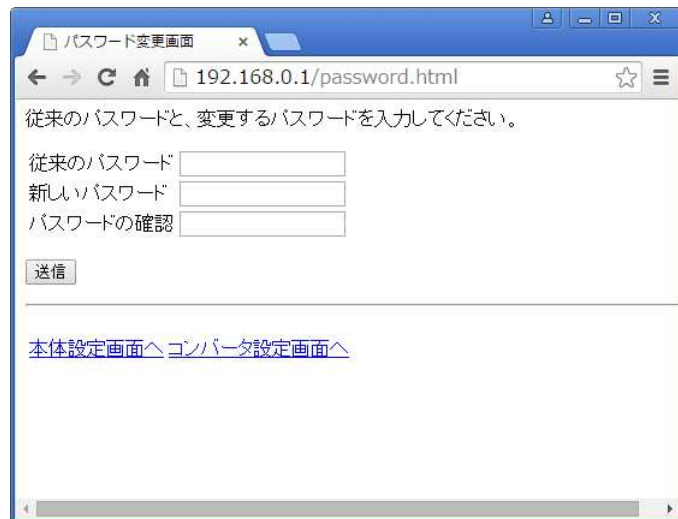 パスワード変更画面
192.168.0.1/password.html
従来のパスワードと、変更するパスワードを入力してください。
従来のパスワード
新しいパスワード
パスワードの確認
送信
本体設定画面へ コンバータ設定画面へ